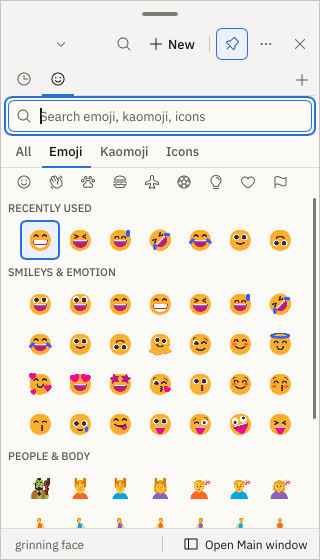 New
Search emoji, kaomoji, icons
All Emoji Kaomoji Icons
RECENTLY USED
SMILEYS & EMOTION
PEOPLE & BODY
grinning face Open Main window